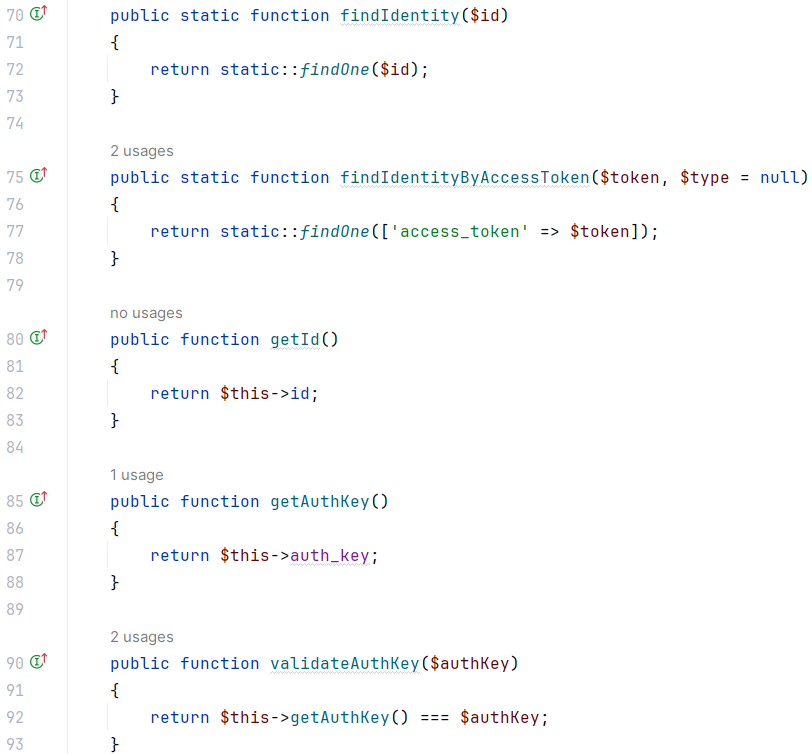 70 public static function findIdentity($id)
71 {
72 return static::findOne($id);
73 }
74
2 usages
75 public static function findIdentityByAccessToken($token, $type = null)
76 {
77 return static::findOne(['access_token' => $token]);
78 }
79
no usages
80 public function getId()
81 {
82 return $this->id;
83 }
84
1 usage
85 public function getAuthKey()
86 {
87 return $this->auth_key;
88 }
89
2 usages
90 public function validateAuthKey($authKey)
91 {
92 return $this->getAuthKey() === $authKey;
93 }